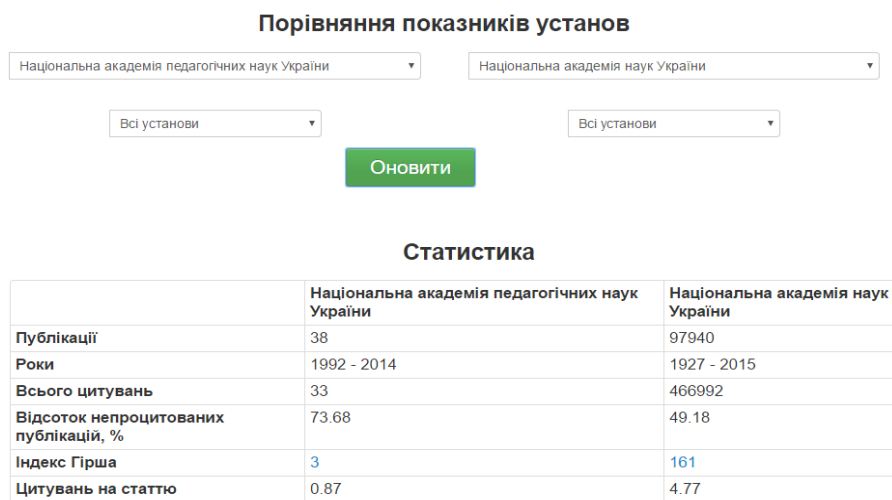 Порівняння показників установ
Національна академія педагогічних наук України Національна академія наук України
Всі установи Всі установи
Оновити
Статистика
Національна академія педагогічних наук Національна академія наук
України України
Публікації 38 97940
Роки 1992 - 2014 1927 - 2015
Всього цитувань 33 466992
Відсоток непроцитованих 73.68 49.18
публікацій, %
Індекс Гірша 3 161
Цитувань на статтю 0.87 4.77